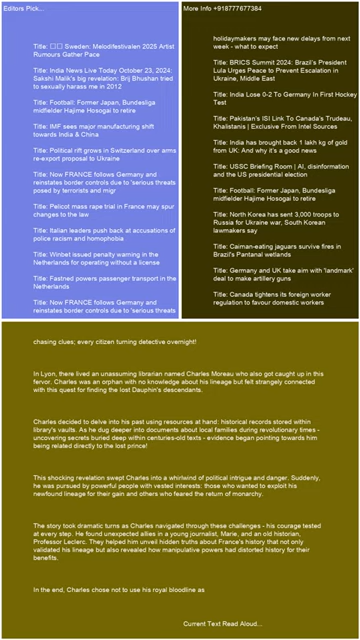 Editors Pick...
Title: Sweden: Melodifestivalen 2025 Artist
Rumours Gather Pace
Title: India News Live Today October 23, 2024:
Sakshi Malik's big revelation: Brij Bhushan tried
to sexually harass me in 2012
Title: Football: Former Japan, Bundesliga
midfielder Hajime Hosogai to retire
Title: IMF sees major manufacturing shift
towards India & China
Title: Political rift grows in Switzerland over arms
re-export proposal to Ukraine
Title: Now FRANCE follows Germany and
reinstates border controls due to 'serious threats
posed by terrorists and migr
Title: Pelicot mass rape trial in France may spur
changes to the law
Title: Italian leaders push back at accusations of
police racism and homophobia
Title: Winbet issued penalty warning in the
Netherlands for operating without a license
Title: Fastned powers passenger transport in the
Netherlands
Title: Now FRANCE follows Germany and
reinstates border controls due to 'serious threats
More Info +918777677384
holidaymakers may face new delays from next
week - what to expect
Title: BRICS Summit 2024: Brazil's President
Lula Urges Peace to Prevent Escalation in
Ukraine, Middle East
Title: India Lose 0-2 To Germany In First Hockey
Test
Title: Pakistan's ISI Link To Canada's Trudeau,
Khalistanis | Exclusive From Intel Sources
Title: India has brought back 1 lakh kg of gold
from UK: And why it's a good news
Title: USSC Briefing Room | AI, disinformation
and the US presidential election
Title: Football: Former Japan, Bundesliga
midfielder Hajime Hosogai to retire
Title: North Korea has sent 3,000 troops to
Russia for Ukraine war, South Korean
lawmakers say
Title: Caiman-eating jaguars survive fires in
Brazil's Pantanal wetlands
Title: Germany and UK take aim with 'landmark'
deal to make artillery guns
Title: Canada tightens its foreign worker
regulation to favour domestic workers
chasing clues; every citizen turning detective overnight!
In Lyon, there lived an unassuming librarian named Charles Moreau who also got caught up in this
fervor. Charles was an orphan with no knowledge about his lineage but felt strangely connected
with this quest for finding the lost Dauphin's descendants.
Charles decided to delve into his past using resources at hand: historical records stored within
library's vaults. As he dug deeper into documents about local families during revolutionary times -
uncovering secrets buried deep within centuries-old texts - evidence began pointing towards him
being related directly to the lost prince!
This shocking revelation swept Charles into a whirlwind of political intrigue and danger. Suddenly,
he was pursued by powerful people with vested interests: those who wanted to exploit his
newfound lineage for their gain and others who feared the return of monarchy.
The story took dramatic turns as Charles navigated through these challenges - his courage tested
at every step. He found unexpected allies in a young journalist, Marie, and an old historian,
Professor Leclerc. They helped him unveil hidden truths about France's history that not only
validated his lineage but also revealed how manipulative powers had distorted history for their
benefits.
In the end, Charles chose not to use his royal bloodline as
Current Text Read Aloud...